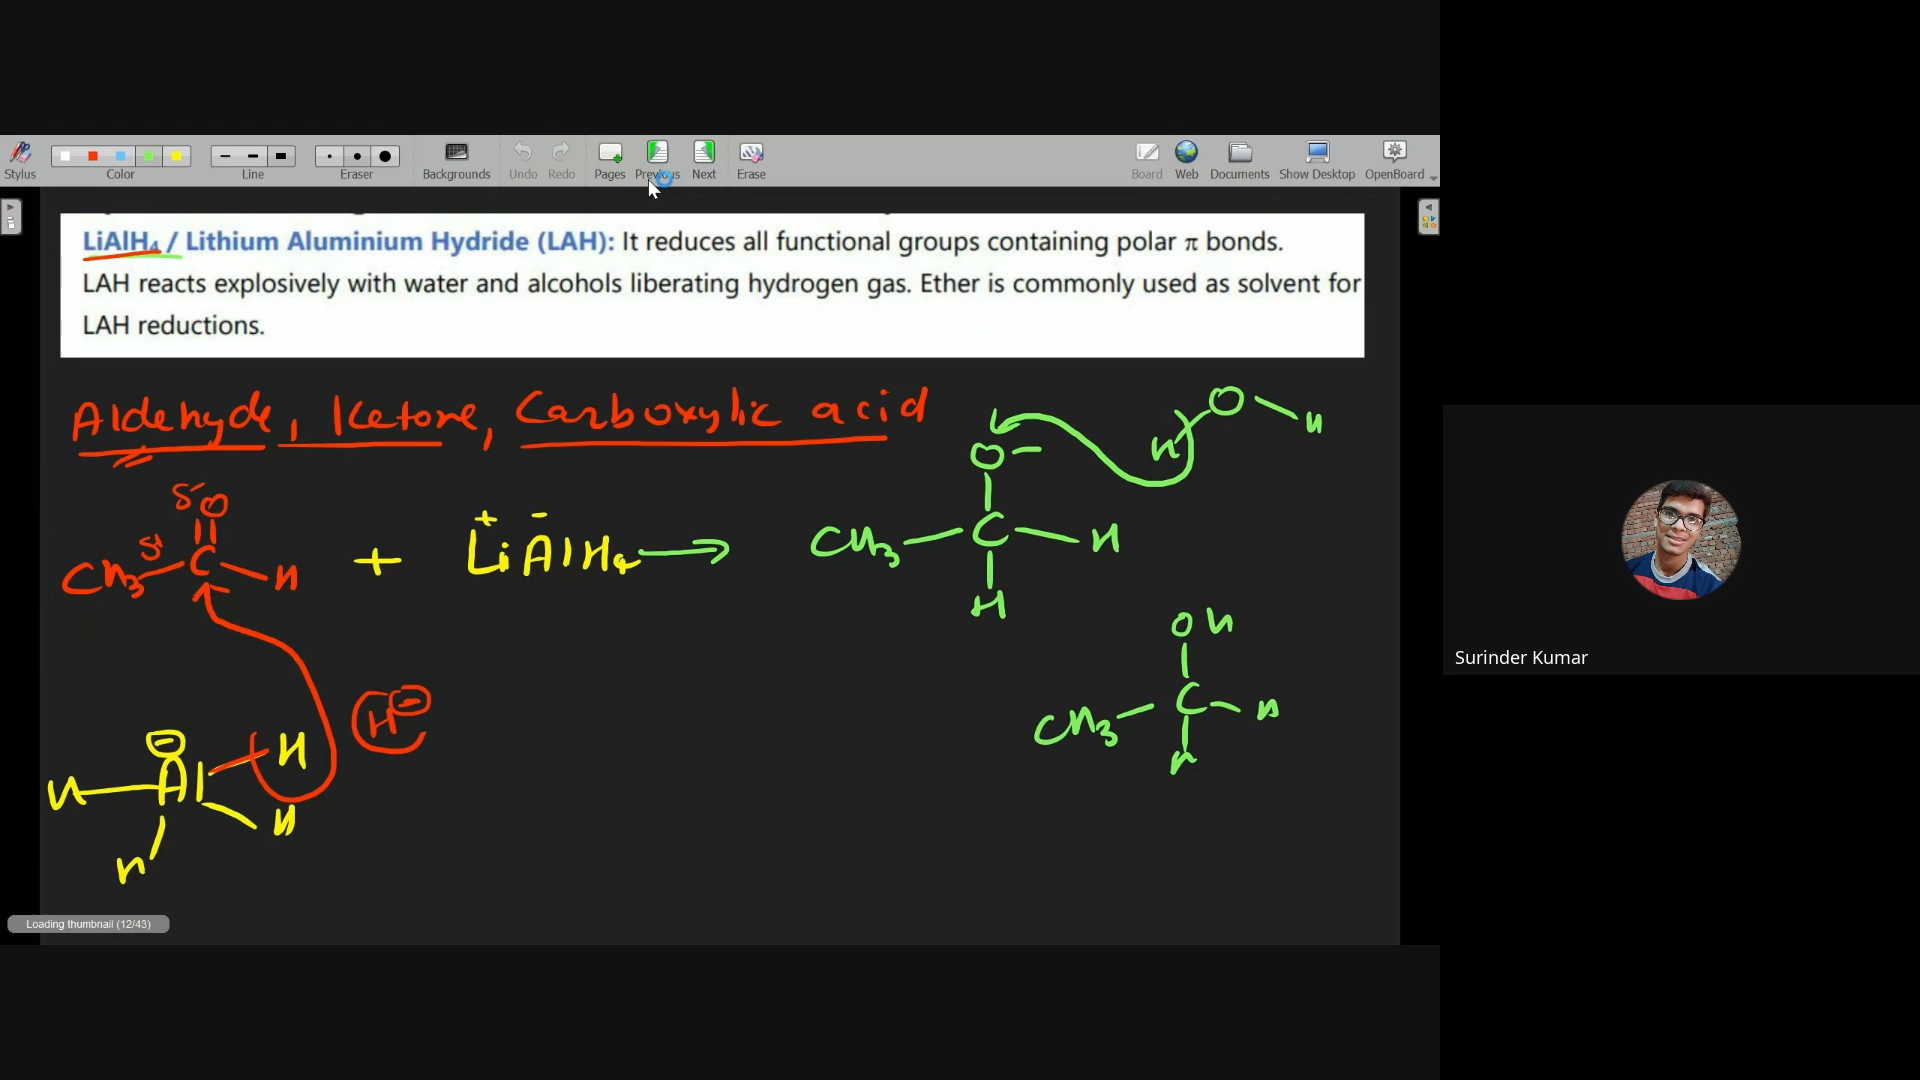 Stylus Color Line Eraser Backgrounds Undo Redo Pages Previous Next Erase Board Web Documents Show Desktop OpenBoard
LiAlH₄ / Lithium Aluminium Hydride (LAH): It reduces all functional groups containing polar π bonds.
LAH reacts explosively with water and alcohols liberating hydrogen gas. Ether is commonly used as solvent for
LAH reductions.
Aldehyde, Ketone, Carboxylic acid
O H
H
O −
δ− O
δ+
CH₃ C H + Li⁺ Al⁻H₄ → CH₃ C H
H
OH
CH₃ C H
H
H⊖
⊖
H Al H
H
H
Surinder Kumar
Loading thumbnail (12/43)